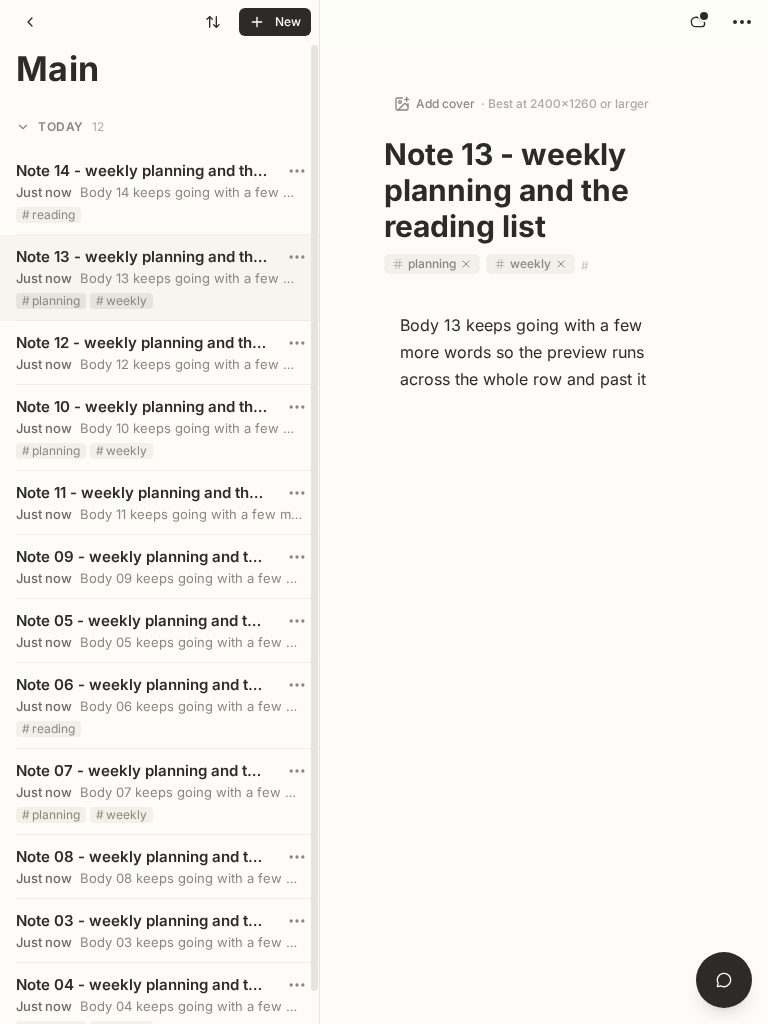 New
Main
TODAY 12
Note 14 - weekly planning and th...
Just now Body 14 keeps going with a few ...
# reading
Note 13 - weekly planning and th...
Just now Body 13 keeps going with a few ...
# planning # weekly
Note 12 - weekly planning and th...
Just now Body 12 keeps going with a few ...
Note 10 - weekly planning and th...
Just now Body 10 keeps going with a few ...
# planning # weekly
Note 11 - weekly planning and th...
Just now Body 11 keeps going with a few m...
Note 09 - weekly planning and t...
Just now Body 09 keeps going with a few ...
Note 05 - weekly planning and t...
Just now Body 05 keeps going with a few ...
Note 06 - weekly planning and t...
Just now Body 06 keeps going with a few ...
# reading
Note 07 - weekly planning and t...
Just now Body 07 keeps going with a few ...
# planning # weekly
Note 08 - weekly planning and t...
Just now Body 08 keeps going with a few ...
Note 03 - weekly planning and t...
Just now Body 03 keeps going with a few ...
Note 04 - weekly planning and t...
Just now Body 04 keeps going with a few ...
Add cover · Best at 2400×1260 or larger
Note 13 - weekly
planning and the
reading list
# planning × # weekly × #
Body 13 keeps going with a few
more words so the preview runs
across the whole row and past it